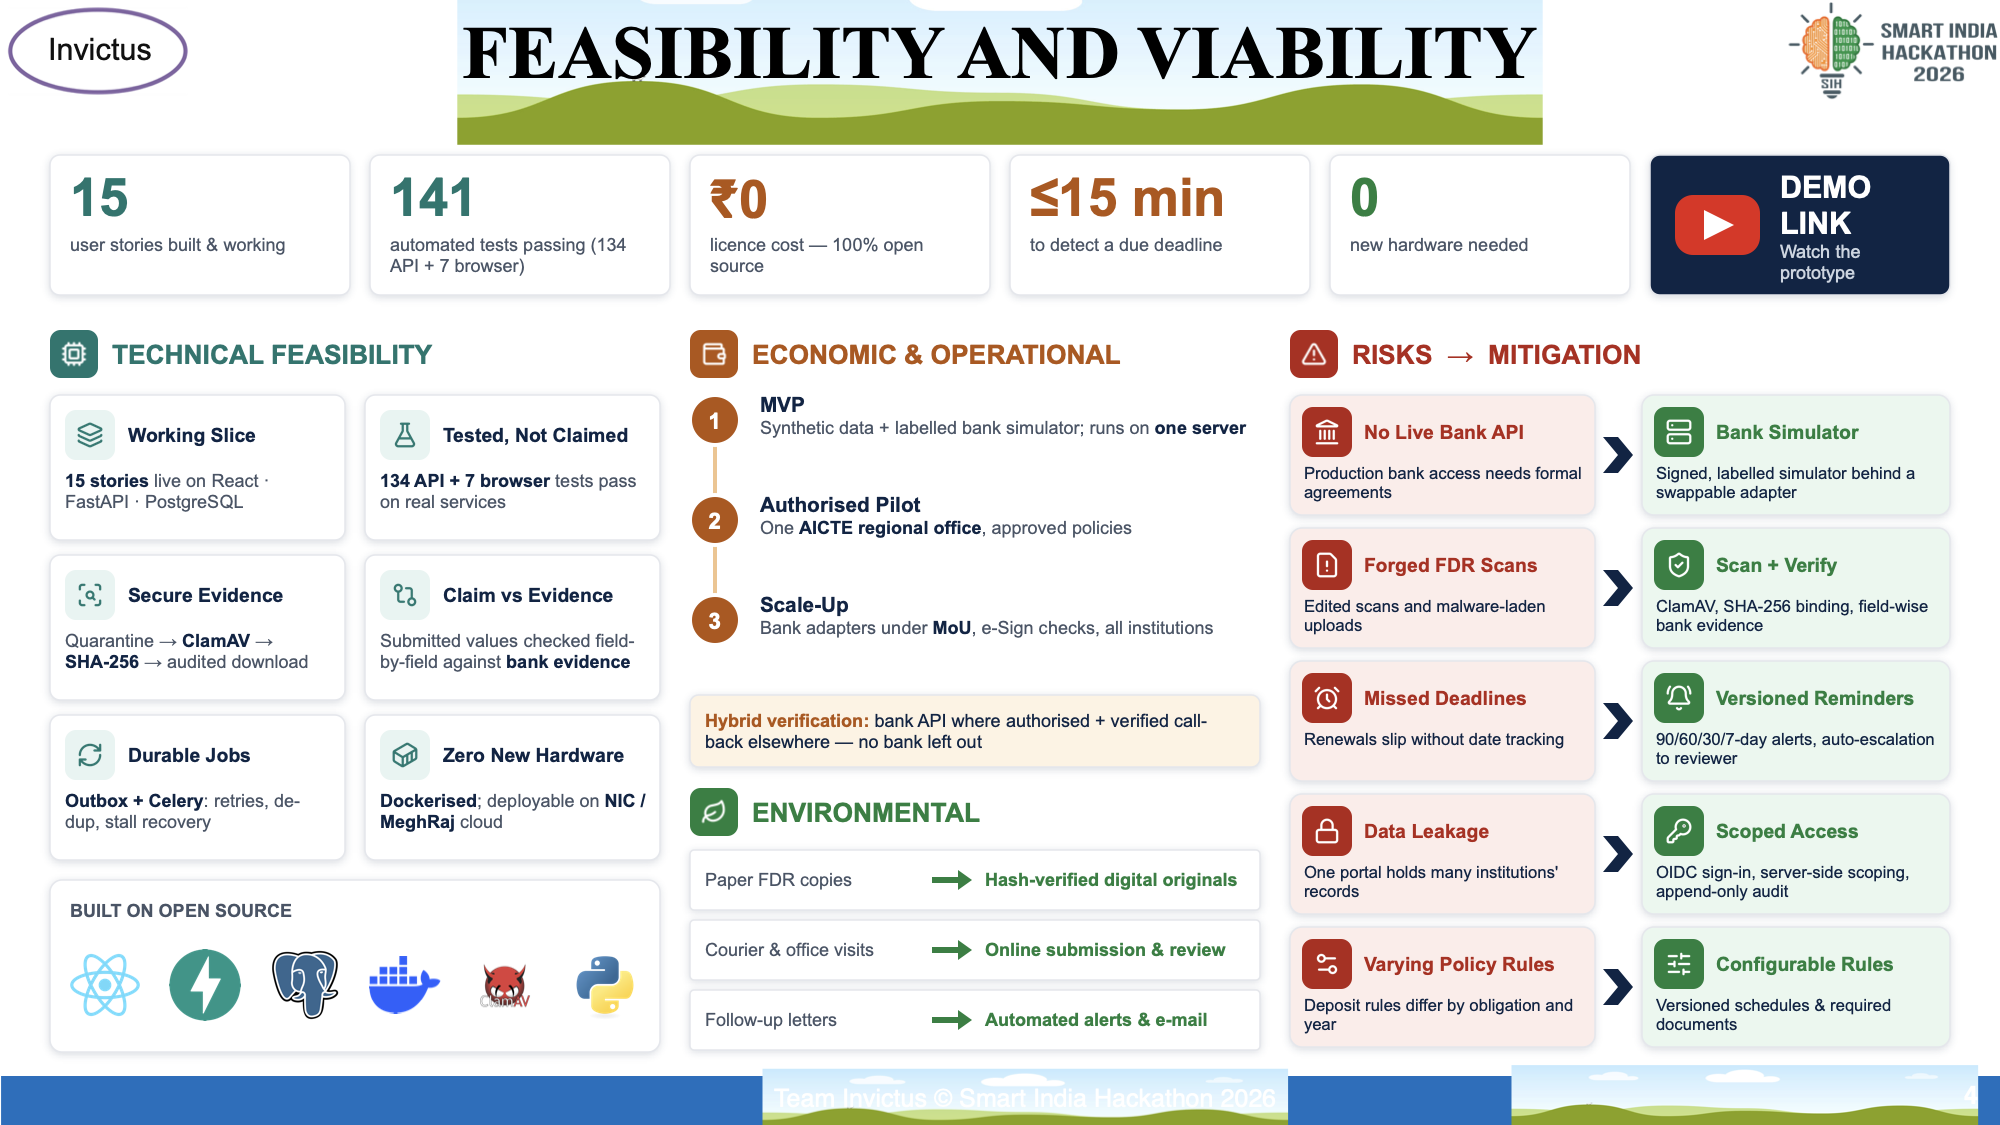 Invictus
FEASIBILITY AND VIABILITY
SMART INDIA
HACKATHON
2026
SIH
15
user stories built & working
141
automated tests passing (134
API + 7 browser)
₹0
licence cost — 100% open
source
≤15 min
to detect a due deadline
0
new hardware needed
DEMO
LINK
Watch the
prototype
TECHNICAL FEASIBILITY
Working Slice
15 stories live on React ·
FastAPI · PostgreSQL
Tested, Not Claimed
134 API + 7 browser tests pass
on real services
Secure Evidence
Quarantine → ClamAV →
SHA-256 → audited download
Claim vs Evidence
Submitted values checked field-
by-field against bank evidence
Durable Jobs
Outbox + Celery: retries, de-
dup, stall recovery
Zero New Hardware
Dockerised; deployable on NIC /
MeghRaj cloud
BUILT ON OPEN SOURCE
ClamAV
ECONOMIC & OPERATIONAL
1
MVP
Synthetic data + labelled bank simulator; runs on one server
2
Authorised Pilot
One AICTE regional office, approved policies
3
Scale-Up
Bank adapters under MoU, e-Sign checks, all institutions
Hybrid verification: bank API where authorised + verified call-
back elsewhere — no bank left out
ENVIRONMENTAL
Paper FDR copies → Hash-verified digital originals
Courier & office visits → Online submission & review
Follow-up letters → Automated alerts & e-mail
RISKS → MITIGATION
No Live Bank API
Production bank access needs formal
agreements
Bank Simulator
Signed, labelled simulator behind a
swappable adapter
Forged FDR Scans
Edited scans and malware-laden
uploads
Scan + Verify
ClamAV, SHA-256 binding, field-wise
bank evidence
Missed Deadlines
Renewals slip without date tracking
Versioned Reminders
90/60/30/7-day alerts, auto-escalation
to reviewer
Data Leakage
One portal holds many institutions'
records
Scoped Access
OIDC sign-in, server-side scoping,
append-only audit
Varying Policy Rules
Deposit rules differ by obligation and
year
Configurable Rules
Versioned schedules & required
documents
Team Invictus © Smart India Hackathon 2026
4